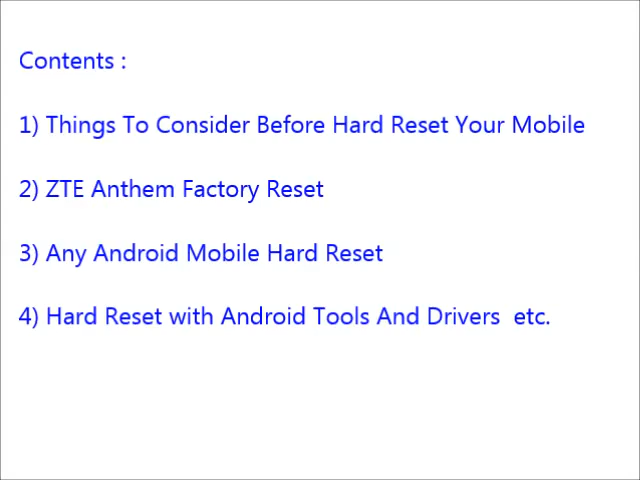 Contents :
1) Things To Consider Before Hard Reset Your Mobile
2) ZTE Anthem Factory Reset
3) Any Android Mobile Hard Reset
4) Hard Reset with Android Tools And Drivers  etc.